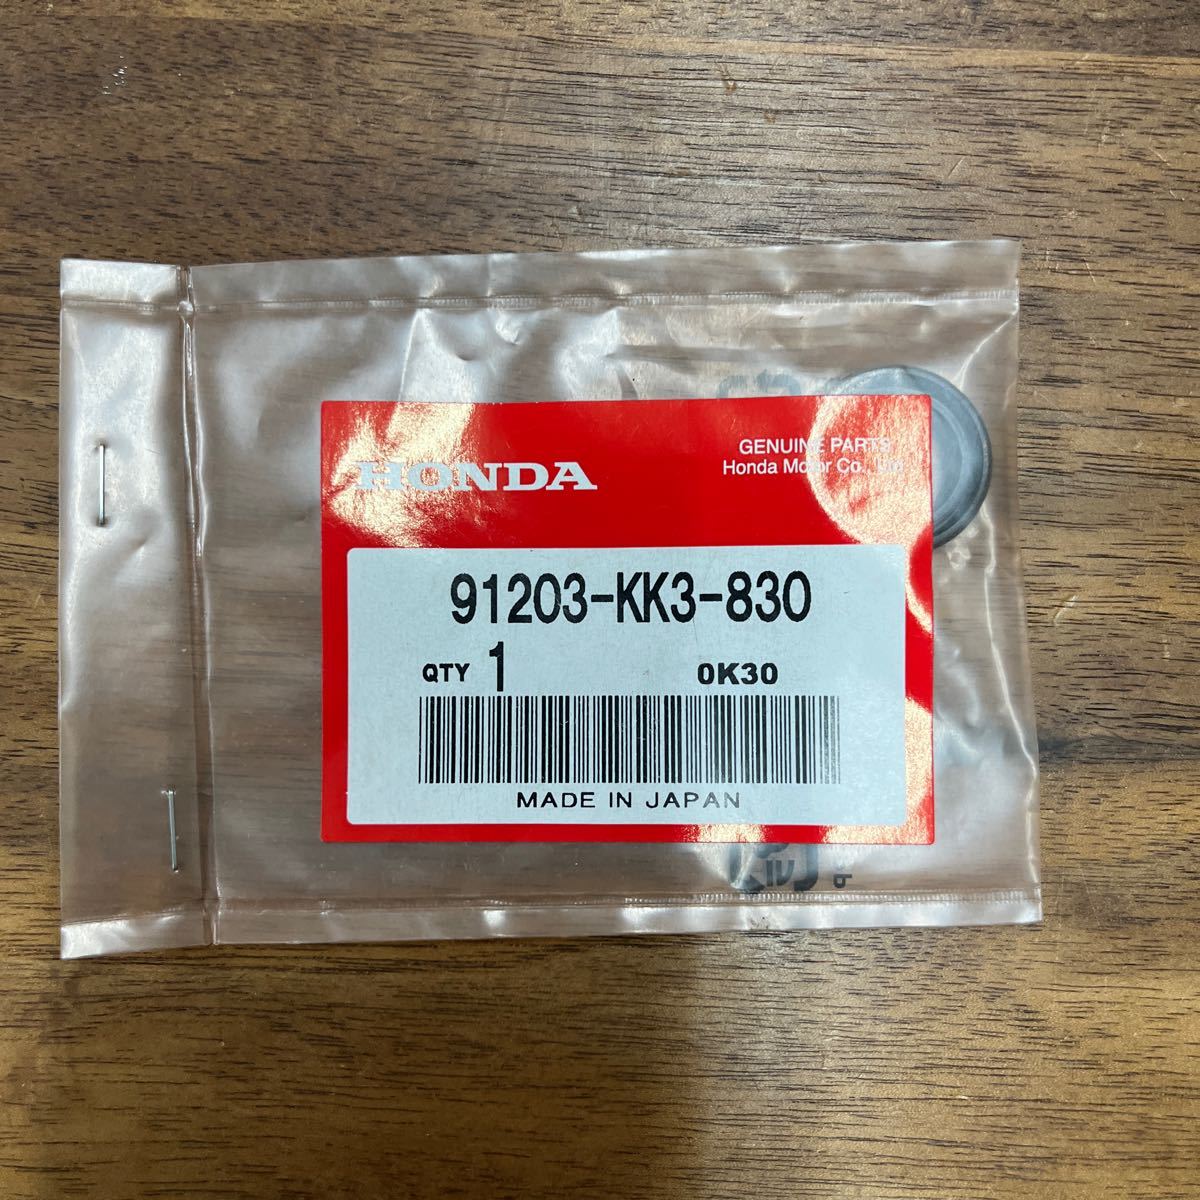 HONDA
GENUINE PARTS
Honda Motor Co., Ltd.
91203-KK3-830
QTY 1 0K30
MADE IN JAPAN